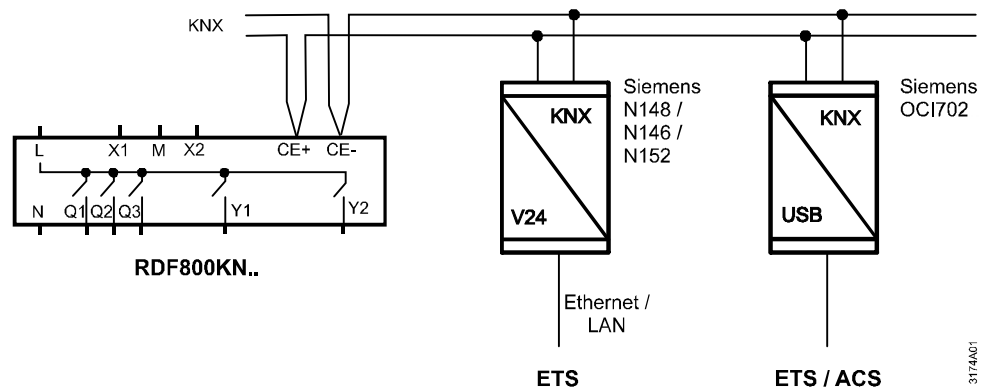 KNX
L
X1
M
X2
CE+
CE-
N
Q1
Q2
Q3
Y1
Y2
RDF800KN..
KNX
V24
Siemens
N148 /
N146 /
N152
Ethernet /
LAN
ETS
KNX
USB
Siemens
OCI702
ETS / ACS
3174A01